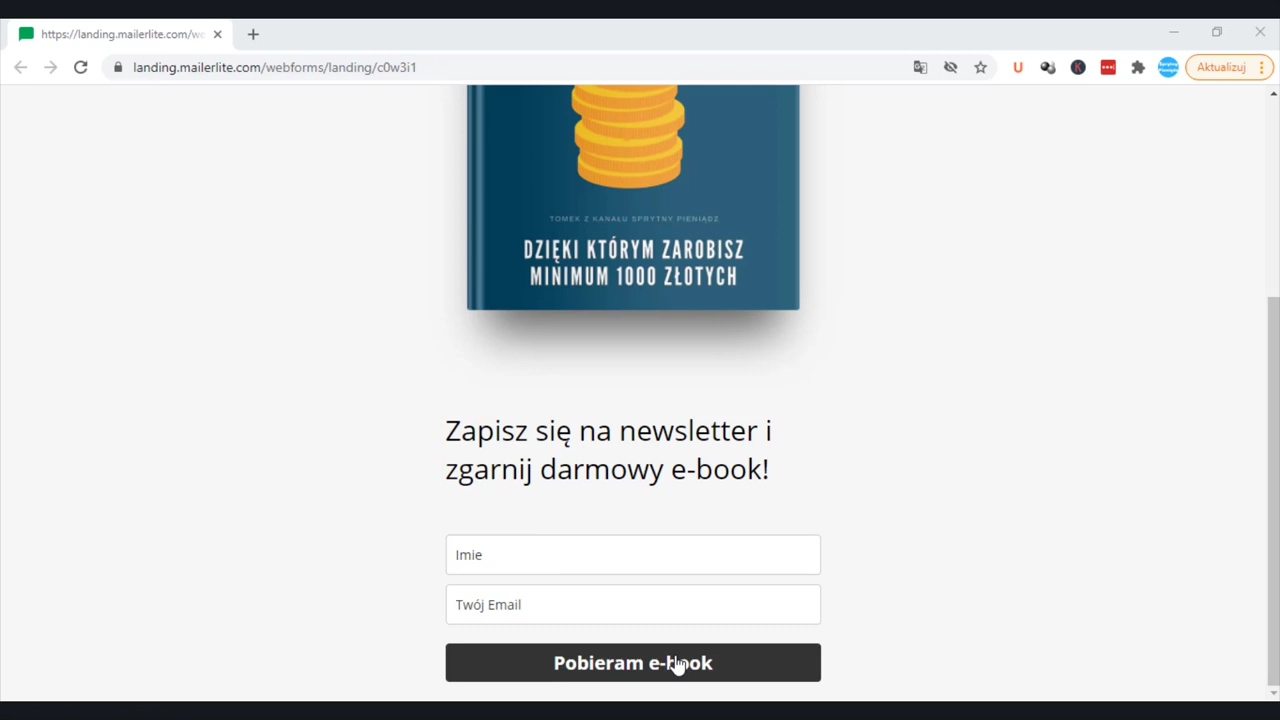 https://landing.mailerlite.com/we
landing.mailerlite.com/webforms/landing/c0w3i1
U
K
Aktualizuj
TOMEK Z KANAŁU SPRYTNY PIENIĄDZ
DZIĘKI KTÓRYM ZAROBISZ
MINIMUM 1000 ZŁOTYCH
Zapisz się na newsletter i
zgarnij darmowy e-book!
Imie
Twój Email
Pobieram e-book